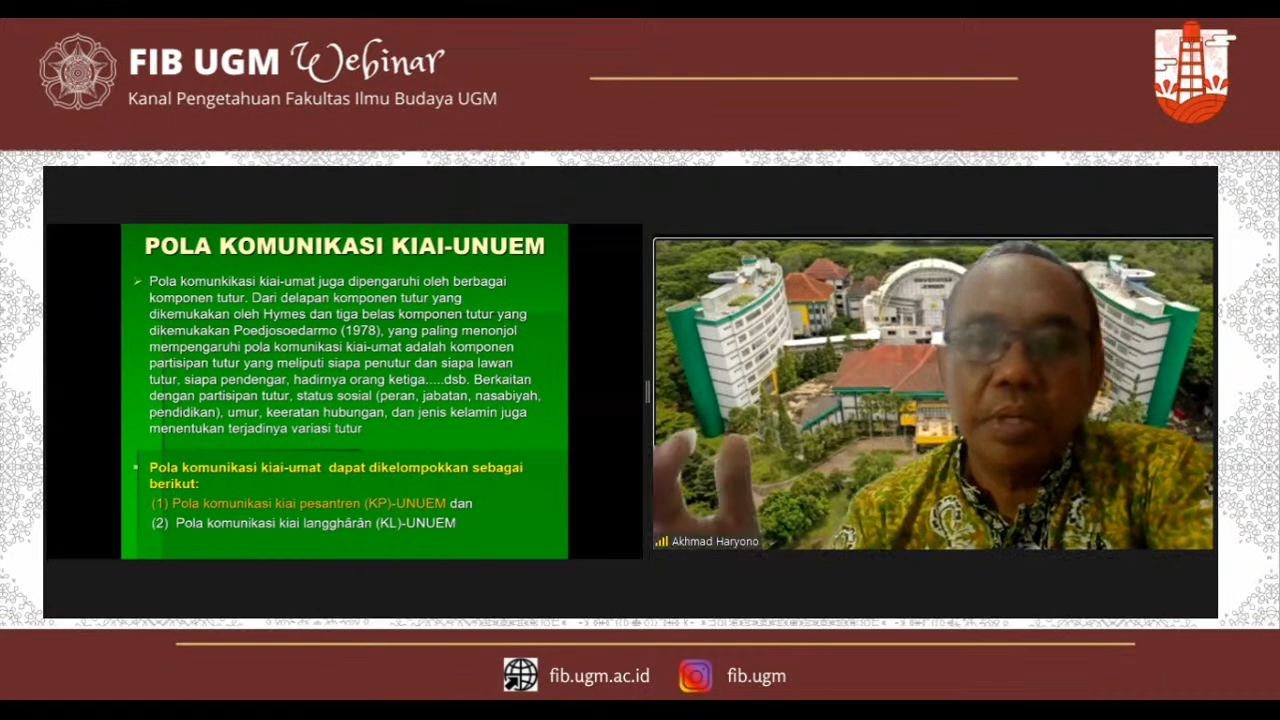 FIB UGM Webinar
Kanal Pengetahuan Fakultas Ilmu Budaya UGM
POLA KOMUNIKASI KIAI-UNUEM
Pola komunkikasi kiai-umat juga dipengaruhi oleh berbagai
komponen tutur. Dari delapan komponen tutur yang
dikemukakan oleh Hymes dan tiga belas komponen tutur yang
dikemukakan Poedjosoedarmo (1978), yang paling menonjol
mempengaruhi pola komunikasi kiai-umat adalah komponen
partisipan tutur yang meliputi siapa penutur dan siapa lawan
tutur, siapa pendengar, hadirnya orang ketiga.....dsb. Berkaitan
dengan partisipan tutur, status sosial (peran, jabatan, nasabiyah,
pendidikan), umur, keeratan hubungan, dan jenis kelamin juga
menentukan terjadinya variasi tutur
Pola komunikasi kiai-umat dapat dikelompokkan sebagai
berikut:
(1) Pola komunikasi kiai pesantren (KP)-UNUEM dan
(2) Pola komunikasi kiai langghârân (KL)-UNUEM
Akhmad Haryono
fib.ugm.ac.id
fib.ugm